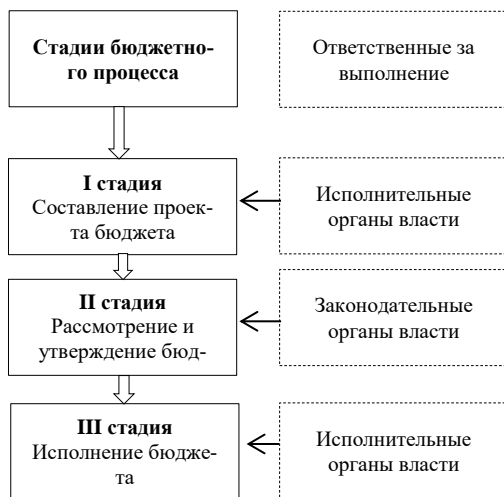 Стадии бюджетно-
го процесса
Ответственные за
выполнение
I стадия
Составление проек-
та бюджета
Исполнительные
органы власти
II стадия
Рассмотрение и
утверждение бюд-
Законодательные
органы власти
III стадия
Исполнение бюдже-
та
Исполнительные
органы власти